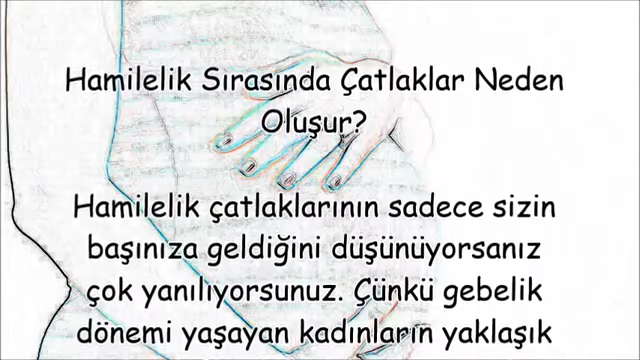 Hamilelik Sırasında Çatlaklar Neden
Oluşur?
Hamilelik çatlaklarının sadece sizin
başınıza geldiğini düşünüyorsanız
çok yanılıyorsunuz. Çünkü gebelik
dönemi yaşayan kadınların yaklaşık